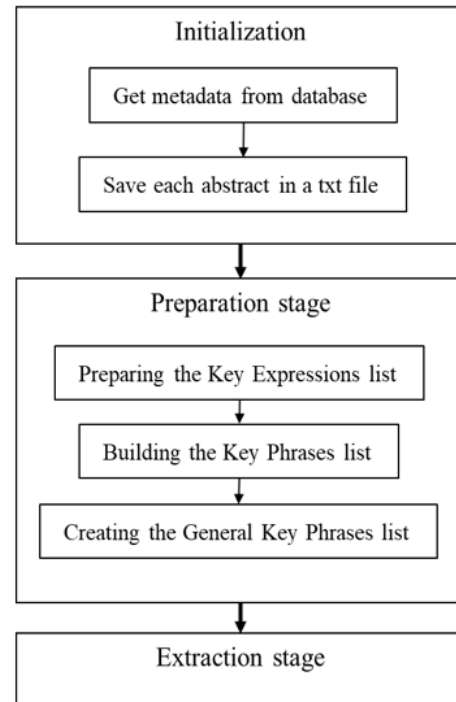 Initialization
Get metadata from database
Save each abstract in a txt file
Preparation stage
Preparing the Key Expressions list
Building the Key Phrases list
Creating the General Key Phrases list
Extraction stage